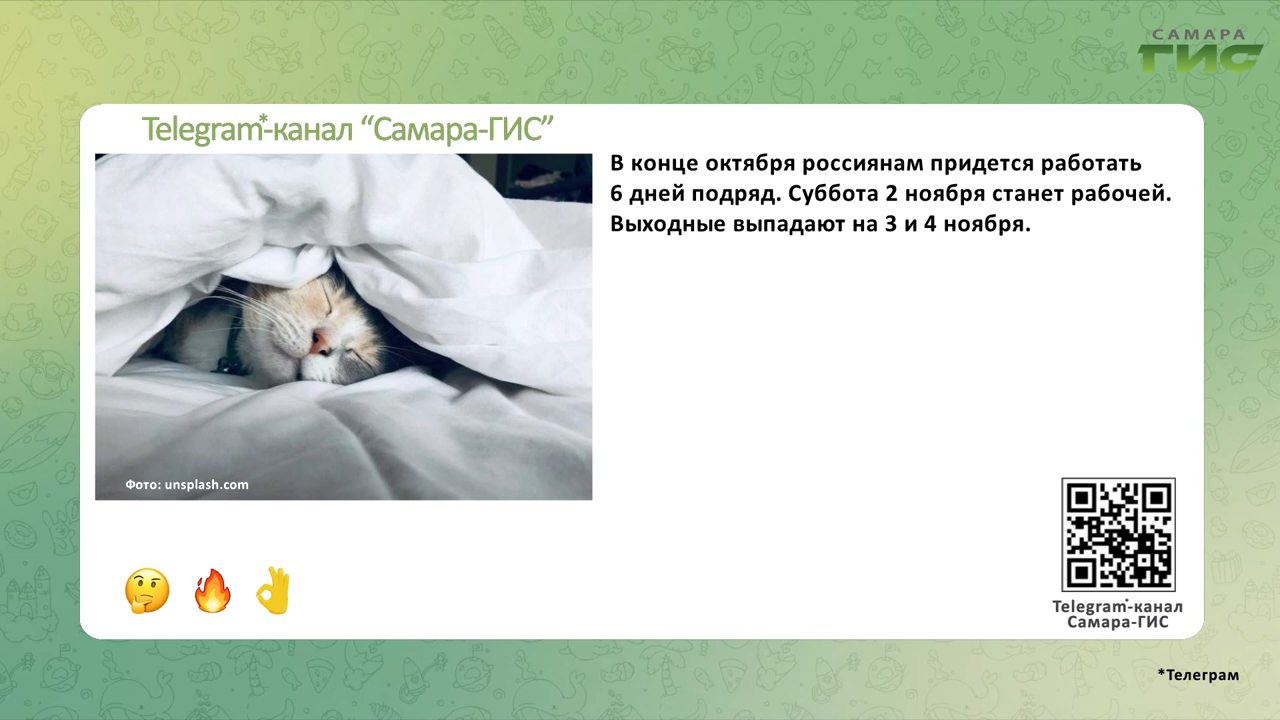 САМАРА
ГИС
Telegram*-канал “Самара-ГИС”
В конце октября россиянам придется работать
6 дней подряд. Суббота 2 ноября станет рабочей.
Выходные выпадают на 3 и 4 ноября.
Фото: unsplash.com
Telegram*-канал
Самара-ГИС
*Телеграм